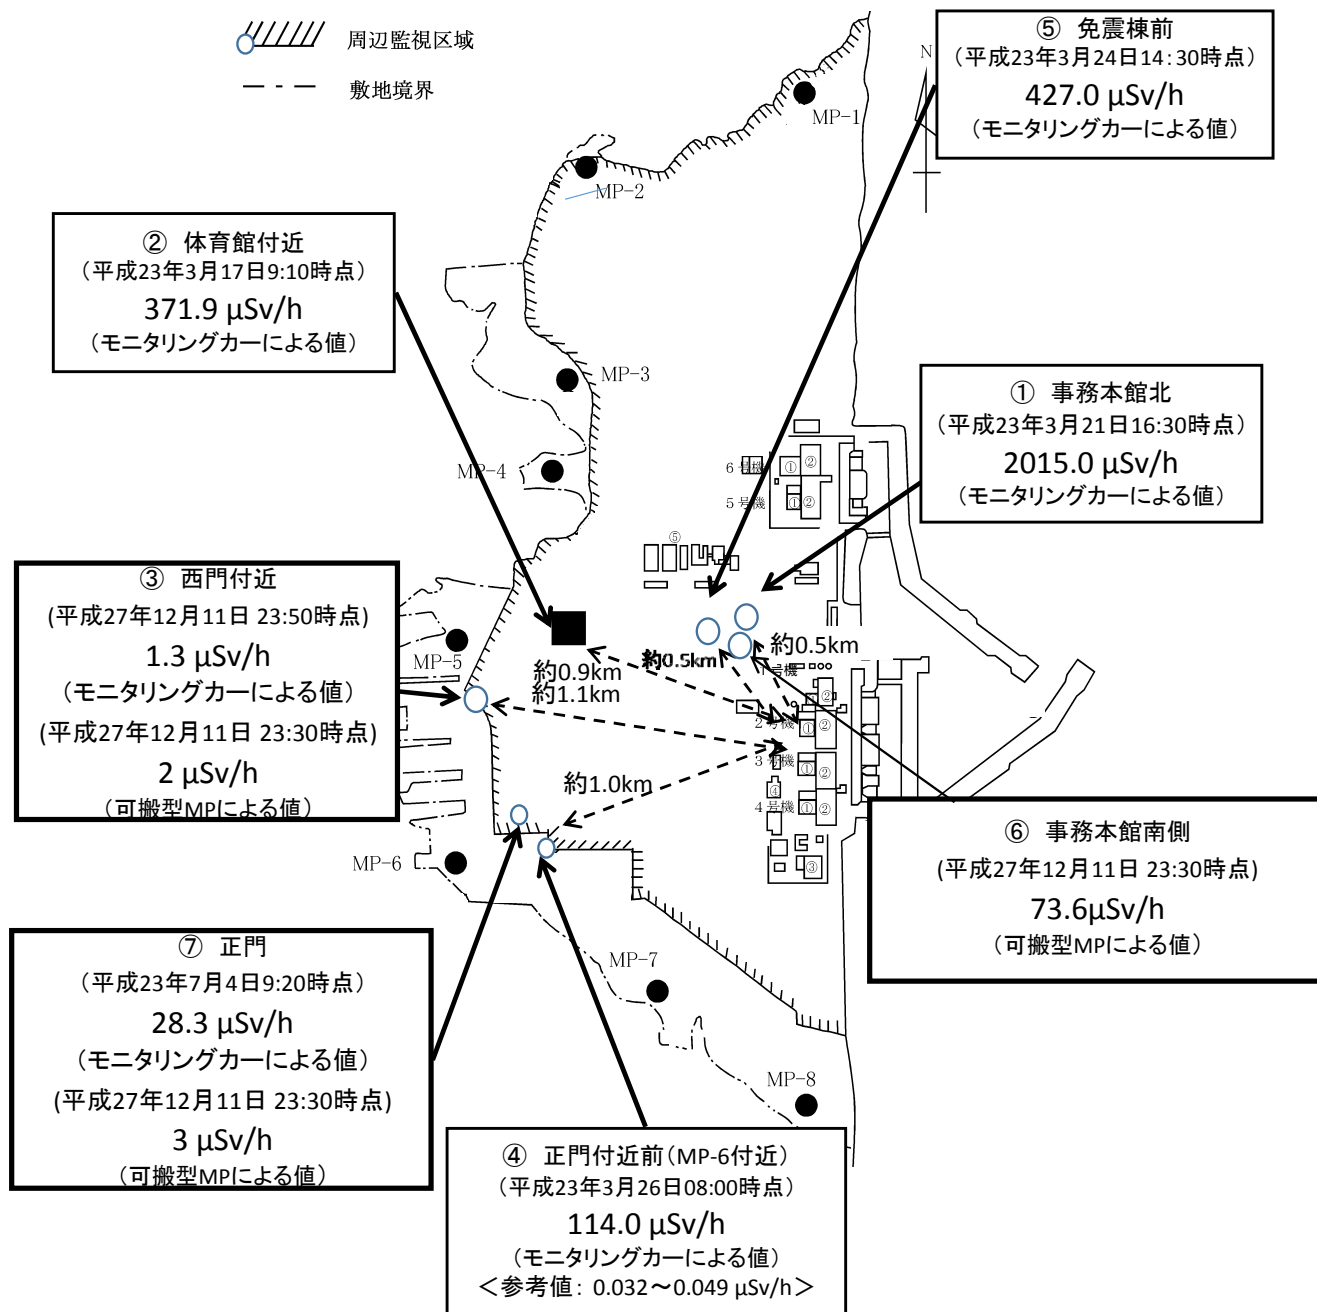 周辺監視区域
敷地境界
⑤ 免震棟前
（平成23年3月24日14：30時点）
427.0 μSv/h
（モニタリングカーによる値）
N
MP-1
MP-2
② 体育館付近
（平成23年3月17日9:10時点）
371.9 μSv/h
（モニタリングカーによる値）
MP-3
① 事務本館北
（平成23年3月21日16:30時点）
2015.0 μSv/h
（モニタリングカーによる値）
MP-4
6号機
①
②
5号機
①
②
⑤
③ 西門付近
(平成27年12月11日 23:50時点)
1.3 μSv/h
（モニタリングカーによる値）
(平成27年12月11日 23:30時点)
2 μSv/h
（可搬型MPによる値）
MP-5
約0.9km
約1.1km
約0.5km
約0.5km
1号機
②
2号機
①
②
3号機
①
②
④
4号機
①
②
③
約1.0km
MP-6
⑥ 事務本館南側
(平成27年12月11日 23:30時点)
73.6μSv/h
（可搬型MPによる値）
⑦ 正門
（平成23年7月4日9:20時点）
28.3 μSv/h
（モニタリングカーによる値）
(平成27年12月11日 23:30時点)
3 μSv/h
（可搬型MPによる値）
MP-7
MP-8
④ 正門付近前（MP-6付近）
（平成23年3月26日08:00時点）
114.0 μSv/h
（モニタリングカーによる値）
＜参考値：0.032～0.049 μSv/h＞